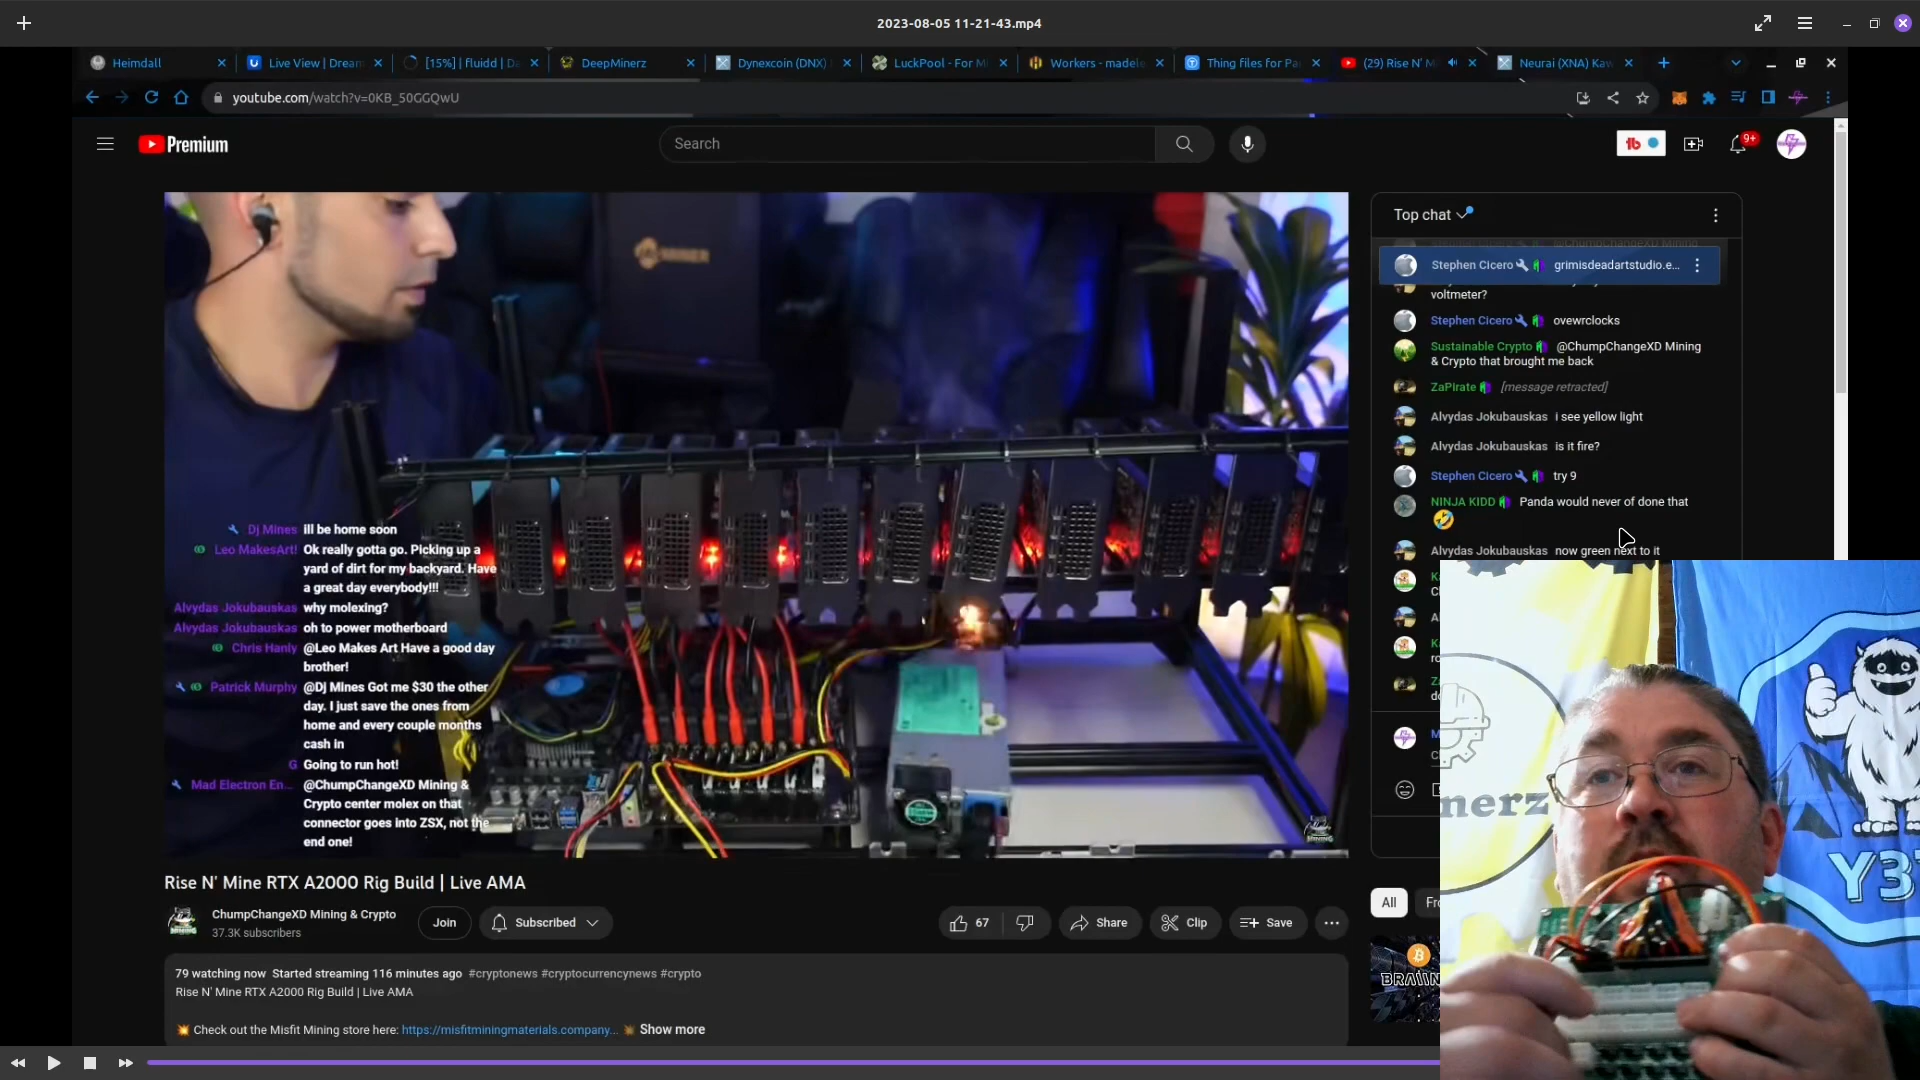 2023-08-05 11-21-43.mp4
Heimdall
Live View | Dream
[15%] | fluidd | De
DeepMinerz
Dynexcoin (DNX)
LuckPool - For M
Workers - madele
Thing files for Pa
(29) Rise N' M
Neurai (XNA) Kaw
youtube.com/watch?v=0KB_50GGQwU
Premium
Search
9+
Top chat
Stephen Cicero grimisdeadartstudio.e...
voltmeter?
Stephen Cicero ovewrclocks
Sustainable Crypto @ChumpChangeXD Mining
& Crypto that brought me back
ZaPirate [message retracted]
Alvydas Jokubauskas i see yellow light
Alvydas Jokubauskas is it fire?
Stephen Cicero try 9
NINJA KIDD Panda would never of done that
Alvydas Jokubauskas now green next to it
Dj Mines ill be home soon
Leo MakesArt! Ok really gotta go. Picking up a
yard of dirt for my backyard. Have
a great day everybody!!!
Alvydas Jokubauskas why molexing?
Alvydas Jokubauskas oh to power motherboard
Chris Hanly @Leo Makes Art Have a good day
brother!
Patrick Murphy @Dj Mines Got me $30 the other
day. I just save the ones from
home and every couple months
cash in
G Going to run hot!
Mad Electron En... @ChumpChangeXD Mining &
Crypto center molex on that
connector goes into ZSX, not the
end one!
Rise N' Mine RTX A2000 Rig Build | Live AMA
ChumpChangeXD Mining & Crypto
37.3K subscribers
Join
Subscribed
67
Share
Clip
Save
All
79 watching now Started streaming 116 minutes ago #cryptonews #cryptocurrencynews #crypto
Rise N' Mine RTX A2000 Rig Build | Live AMA
Check out the Misfit Mining store here: https://misfitminingmaterials.company... Show more
BRAIIN
nerz
Y3T